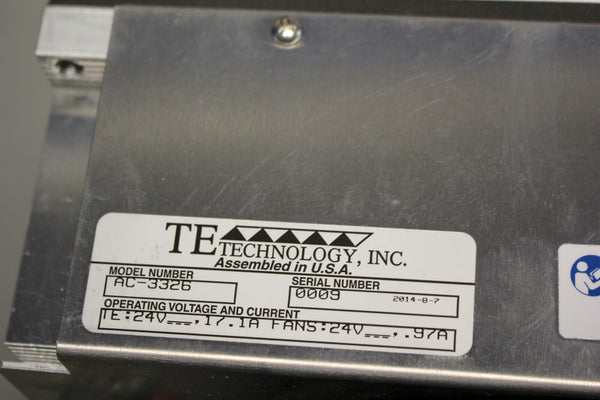 TE TECHNOLOGY, INC.
Assembled in U.S.A.
MODEL NUMBER
AC-3326
SERIAL NUMBER
0009 2014-8-7
OPERATING VOLTAGE AND CURRENT
TE:24V⎓,17.1A FANS:24V⎓,.97A